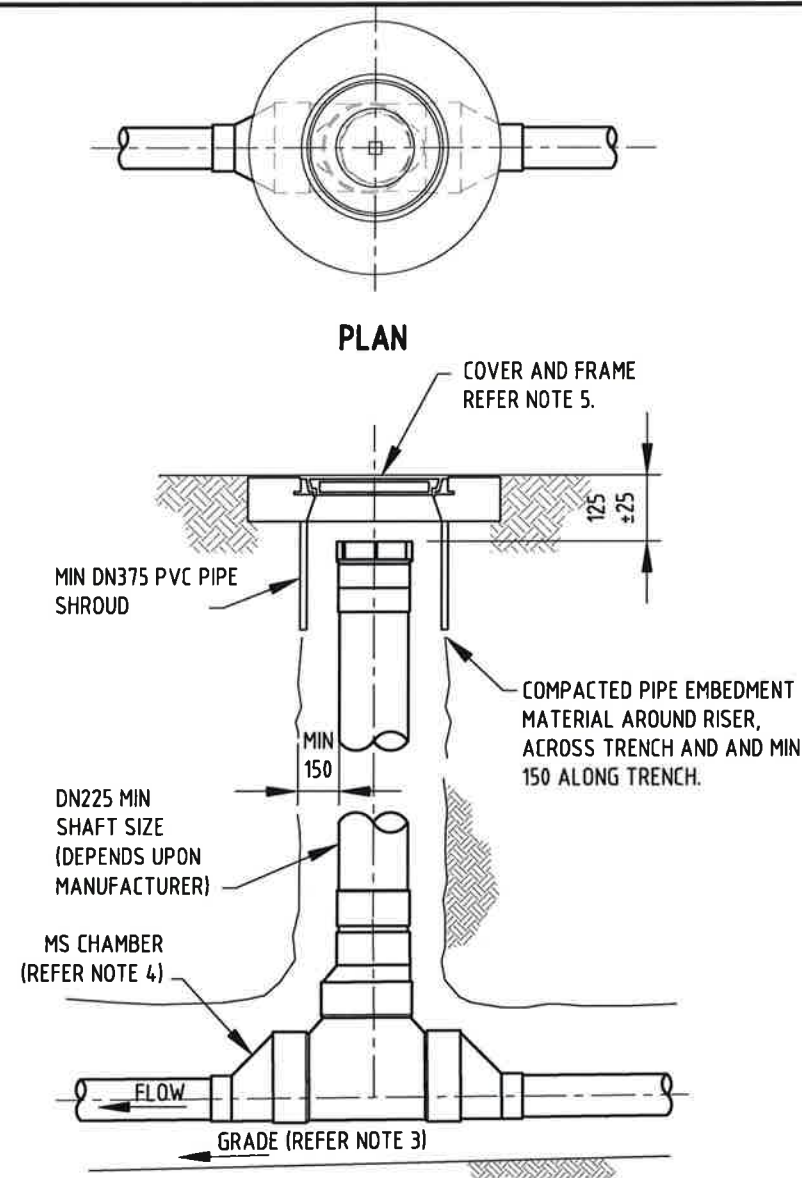 PLAN
COVER AND FRAME
REFER NOTE 5.
125
±25
MIN DN375 PVC PIPE
SHROUD
COMPACTED PIPE EMBEDMENT
MATERIAL AROUND RISER,
ACROSS TRENCH AND AND MIN
150 ALONG TRENCH.
MIN
150
DN225 MIN
SHAFT SIZE
(DEPENDS UPON
MANUFACTURER)
MS CHAMBER
(REFER NOTE 4)
FLOW
GRADE (REFER NOTE 3)